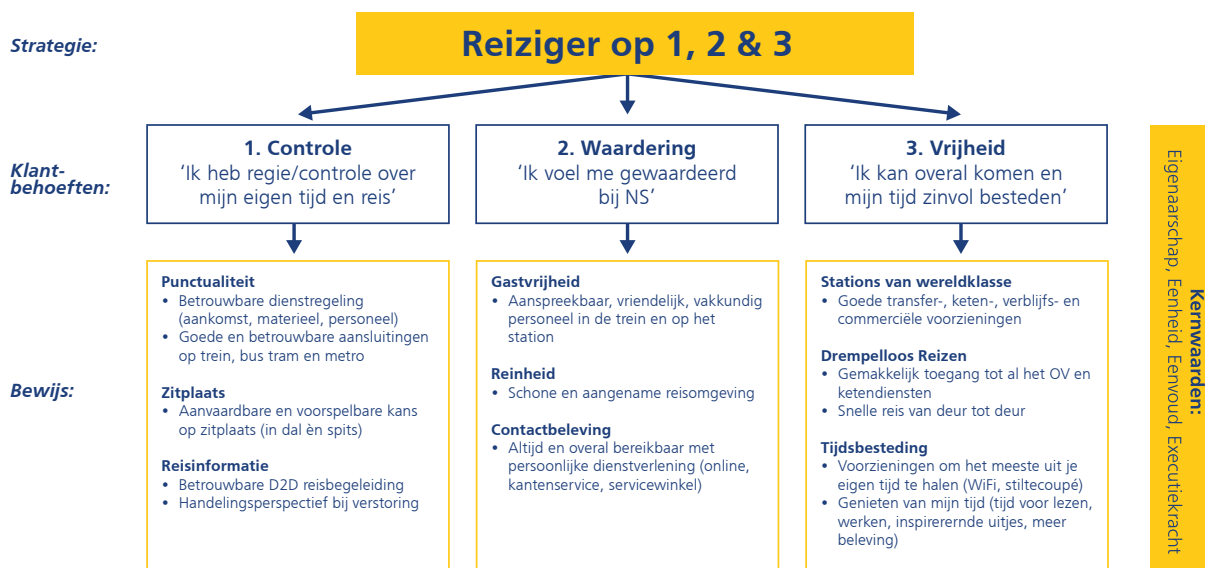 Strategie:
Reiziger op 1, 2 & 3
Klant-
behoeften:
1. Controle
‘Ik heb regie/controle over
mijn eigen tijd en reis’
2. Waardering
‘Ik voel me gewaardeerd
bij NS’
3. Vrijheid
‘Ik kan overal komen en
mijn tijd zinvol besteden’
Bewijs:
Punctualiteit
• Betrouwbare dienstregeling
(aankomst, materieel, personeel)
• Goede en betrouwbare aansluitingen
op trein, bus tram en metro
Zitplaats
• Aanvaardbare en voorspelbare kans
op zitplaats (in dal èn spits)
Reisinformatie
• Betrouwbare D2D reisbegeleiding
• Handelingsperspectief bij verstoring
Gastvrijheid
• Aanspreekbaar, vriendelijk, vakkundig
personeel in de trein en op het
station
Reinheid
• Schone en aangename reisomgeving
Contactbeleving
• Altijd en overal bereikbaar met
persoonlijke dienstverlening (online,
kantenservice, servicewinkel)
Stations van wereldklasse
• Goede transfer-, keten-, verblijfs- en
commerciële voorzieningen
Drempelloos Reizen
• Gemakkelijk toegang tot al het OV en
ketendiensten
• Snelle reis van deur tot deur
Tijdsbesteding
• Voorzieningen om het meeste uit je
eigen tijd te halen (WiFi, stiltecoupé)
• Genieten van mijn tijd (tijd voor lezen,
werken, inspirerernde uitjes, meer
beleving)
Kernwaarden:
Eigenaarschap, Eenheid, Eenvoud, Executiekracht